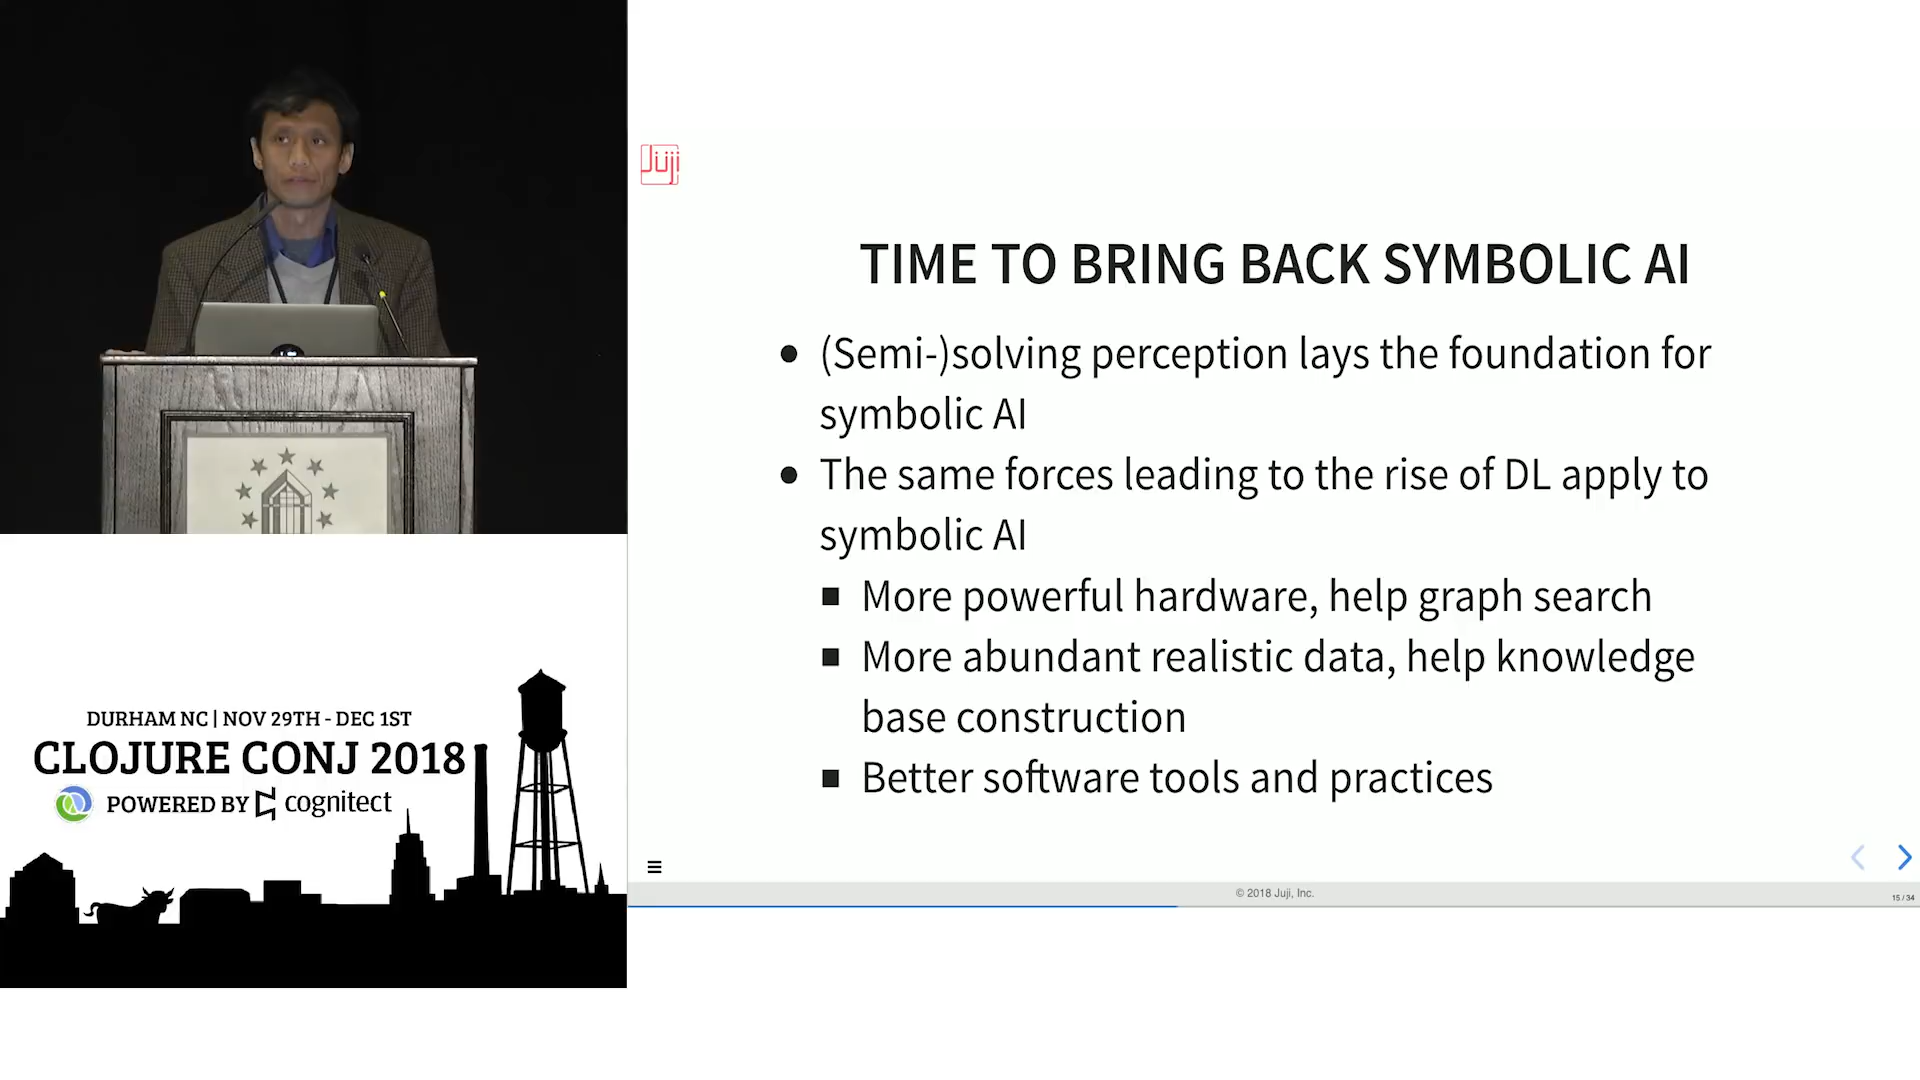 Juji
TIME TO BRING BACK SYMBOLIC AI
(Semi-)solving perception lays the foundation for
symbolic AI
The same forces leading to the rise of DL apply to
symbolic AI
More powerful hardware, help graph search
More abundant realistic data, help knowledge
base construction
Better software tools and practices
© 2018 Juji, Inc.
15 / 34
DURHAM NC | NOV 29TH - DEC 1ST
CLOJURE CONJ 2018
POWERED BY cognitect